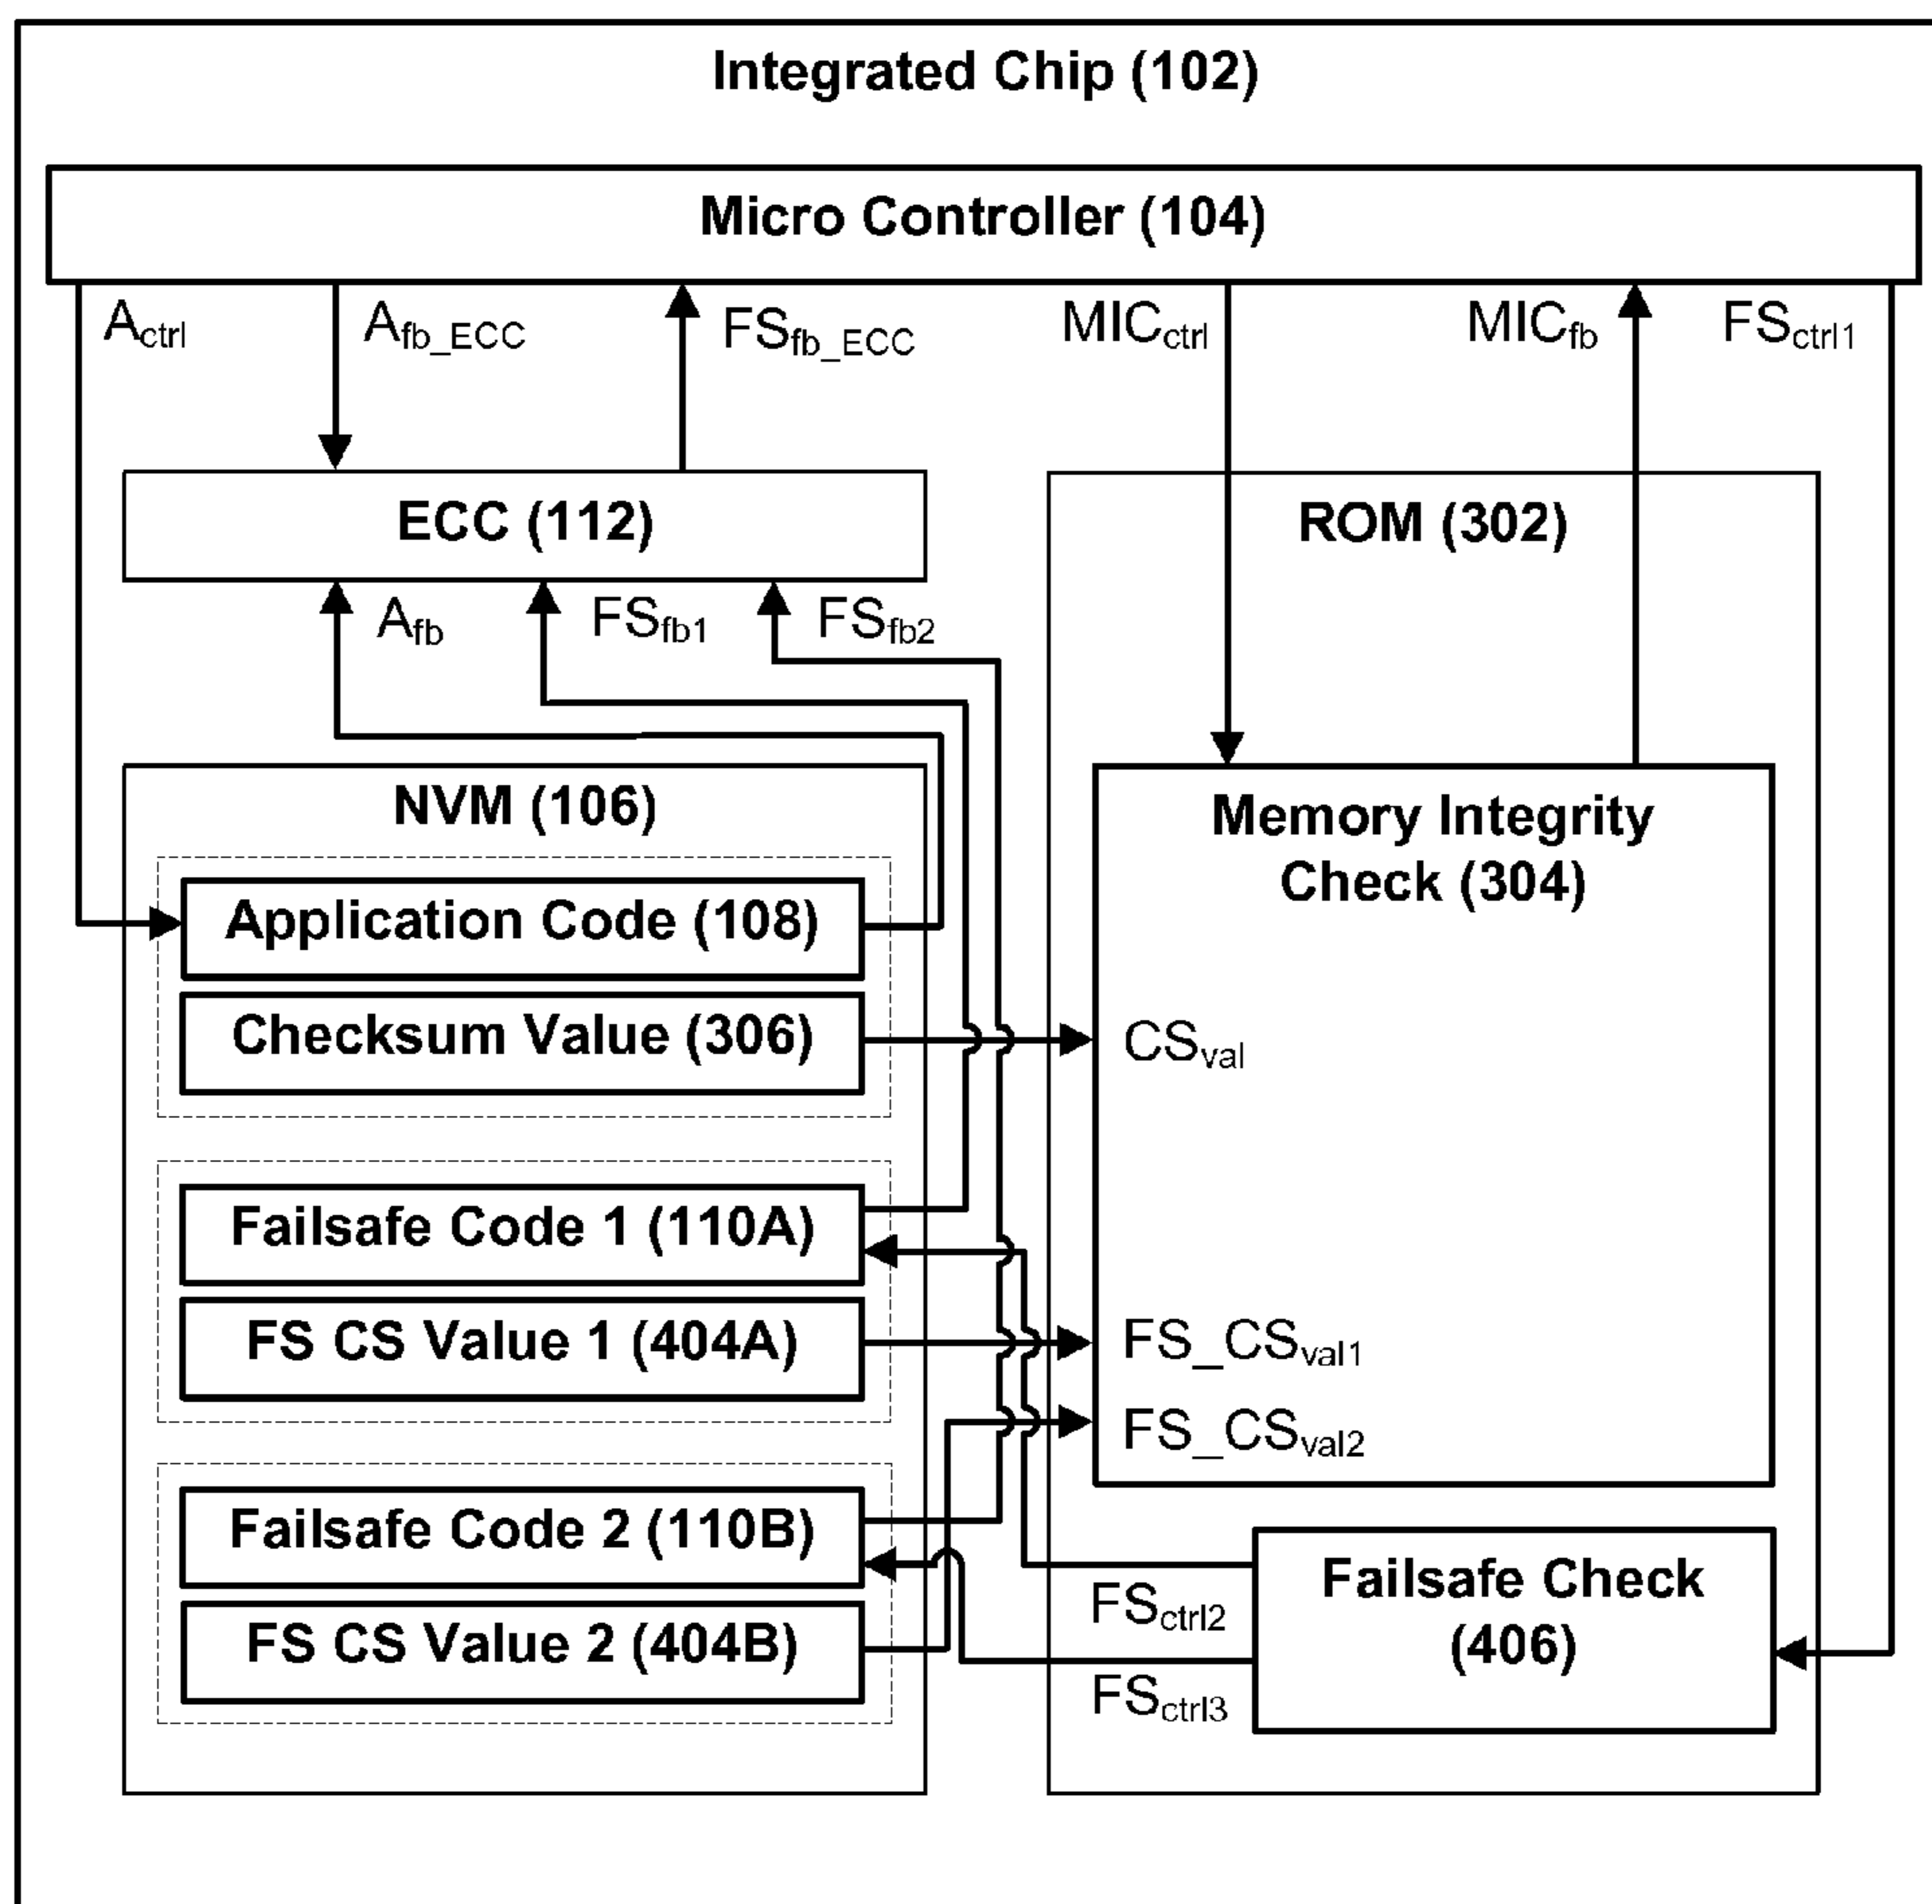 Integrated Chip (102)
Micro Controller (104)
Actrl
Afb_ECC
FSfb_ECC
MICctrl
MICfb
FSctrl1
ECC (112)
ROM (302)
Afb
FSfb1
FSfb2
NVM (106)
Memory Integrity
Check (304)
Application Code (108)
Checksum Value (306)
CSval
Failsafe Code 1 (110A)
FS CS Value 1 (404A)
FS_CSval1
FS_CSval2
Failsafe Code 2 (110B)
FS CS Value 2 (404B)
FSctrl2
FSctrl3
Failsafe Check
(406)